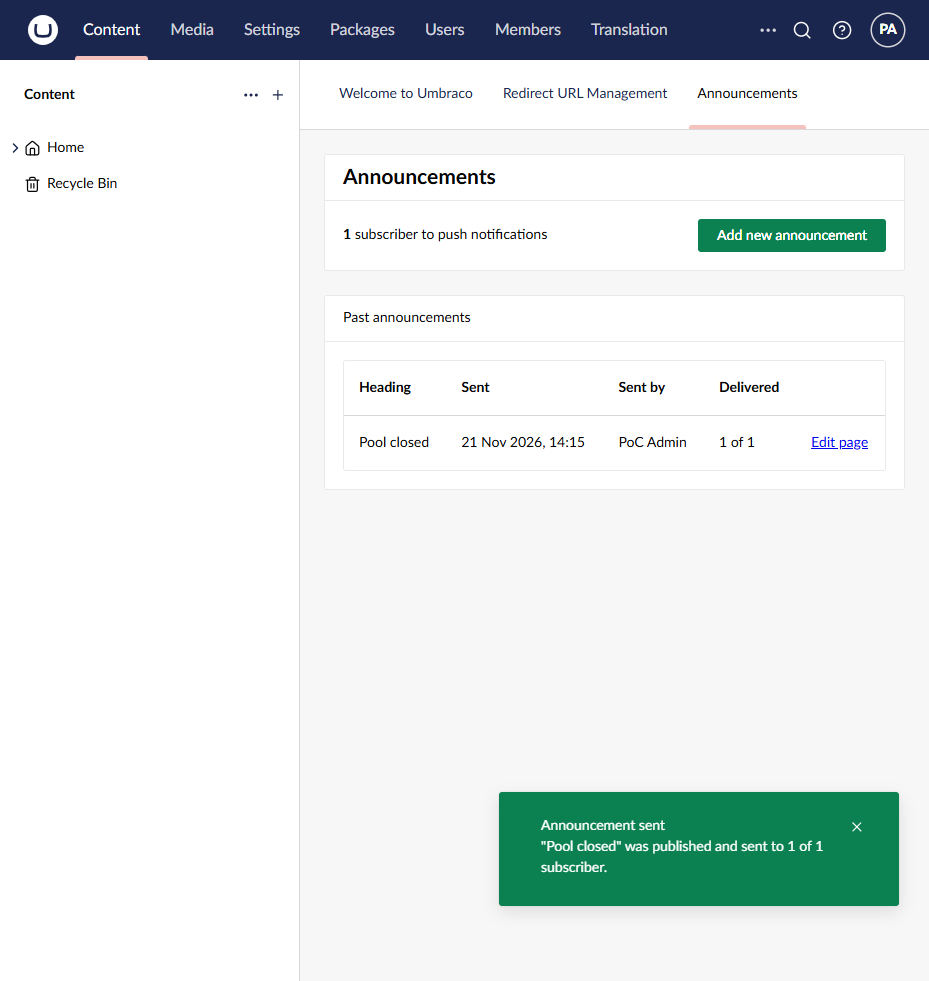 Content
Media
Settings
Packages
Users
Members
Translation
PA
Content
Home
Recycle Bin
Welcome to Umbraco
Redirect URL Management
Announcements
Announcements
1 subscriber to push notifications
Add new announcement
Past announcements
Heading Sent Sent by Delivered
Pool closed 21 Nov 2026, 14:15 PoC Admin 1 of 1 Edit page
Announcement sent
"Pool closed" was published and sent to 1 of 1
subscriber.